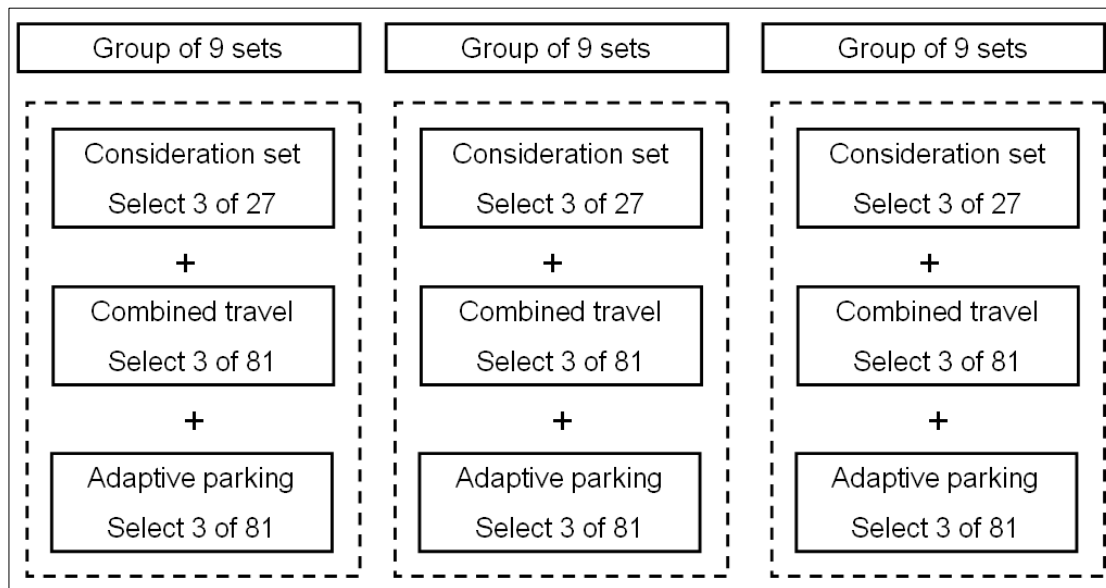 Group of 9 sets
Group of 9 sets
Group of 9 sets
Consideration set
Select 3 of 27
+
Combined travel
Select 3 of 81
+
Adaptive parking
Select 3 of 81
Consideration set
Select 3 of 27
+
Combined travel
Select 3 of 81
+
Adaptive parking
Select 3 of 81
Consideration set
Select 3 of 27
+
Combined travel
Select 3 of 81
+
Adaptive parking
Select 3 of 81